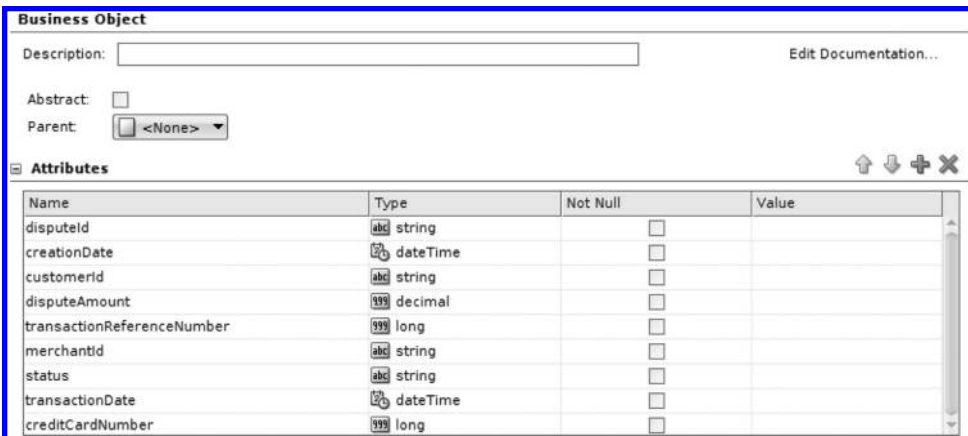 Business Object
Description: Edit Documentation...
Abstract:
Parent: <None>
Attributes
Name Type Not Null Value
disputeId abc string
creationDate dateTime
customerId abc string
disputeAmount 999 decimal
transactionReferenceNumber 999 long
merchantId abc string
status abc string
transactionDate dateTime
creditCardNumber 999 long